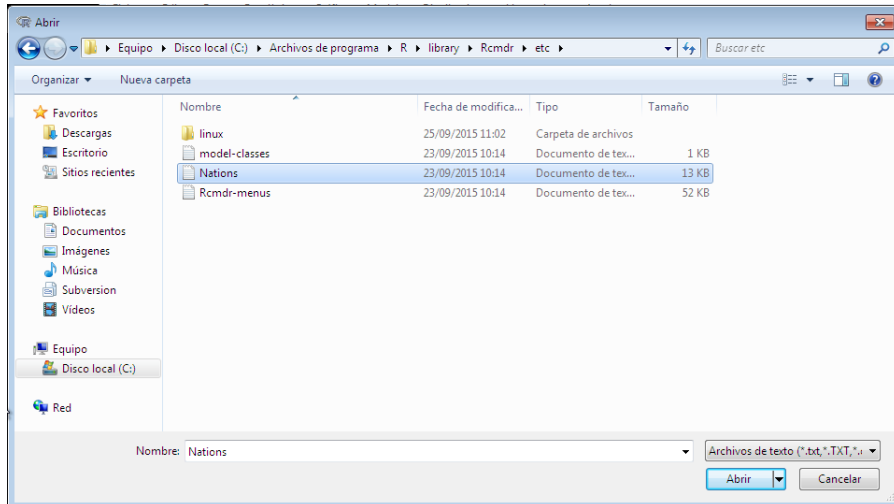 Abrir
Equipo Disco local (C:) Archivos de programa R library Rcmdr etc
Buscar etc
Organizar Nueva carpeta
Nombre Fecha de modifica... Tipo Tamaño
linux 25/09/2015 11:02 Carpeta de archivos
model-classes 23/09/2015 10:14 Documento de tex... 1 KB
Nations 23/09/2015 10:14 Documento de tex... 13 KB
Rcmdr-menus 23/09/2015 10:14 Documento de tex... 52 KB
Favoritos
Descargas
Escritorio
Sitios recientes
Bibliotecas
Documentos
Imágenes
Música
Subversion
Vídeos
Equipo
Disco local (C:)
Red
Nombre: Nations
Archivos de texto (*.txt,*.TXT,*.
Abrir Cancelar